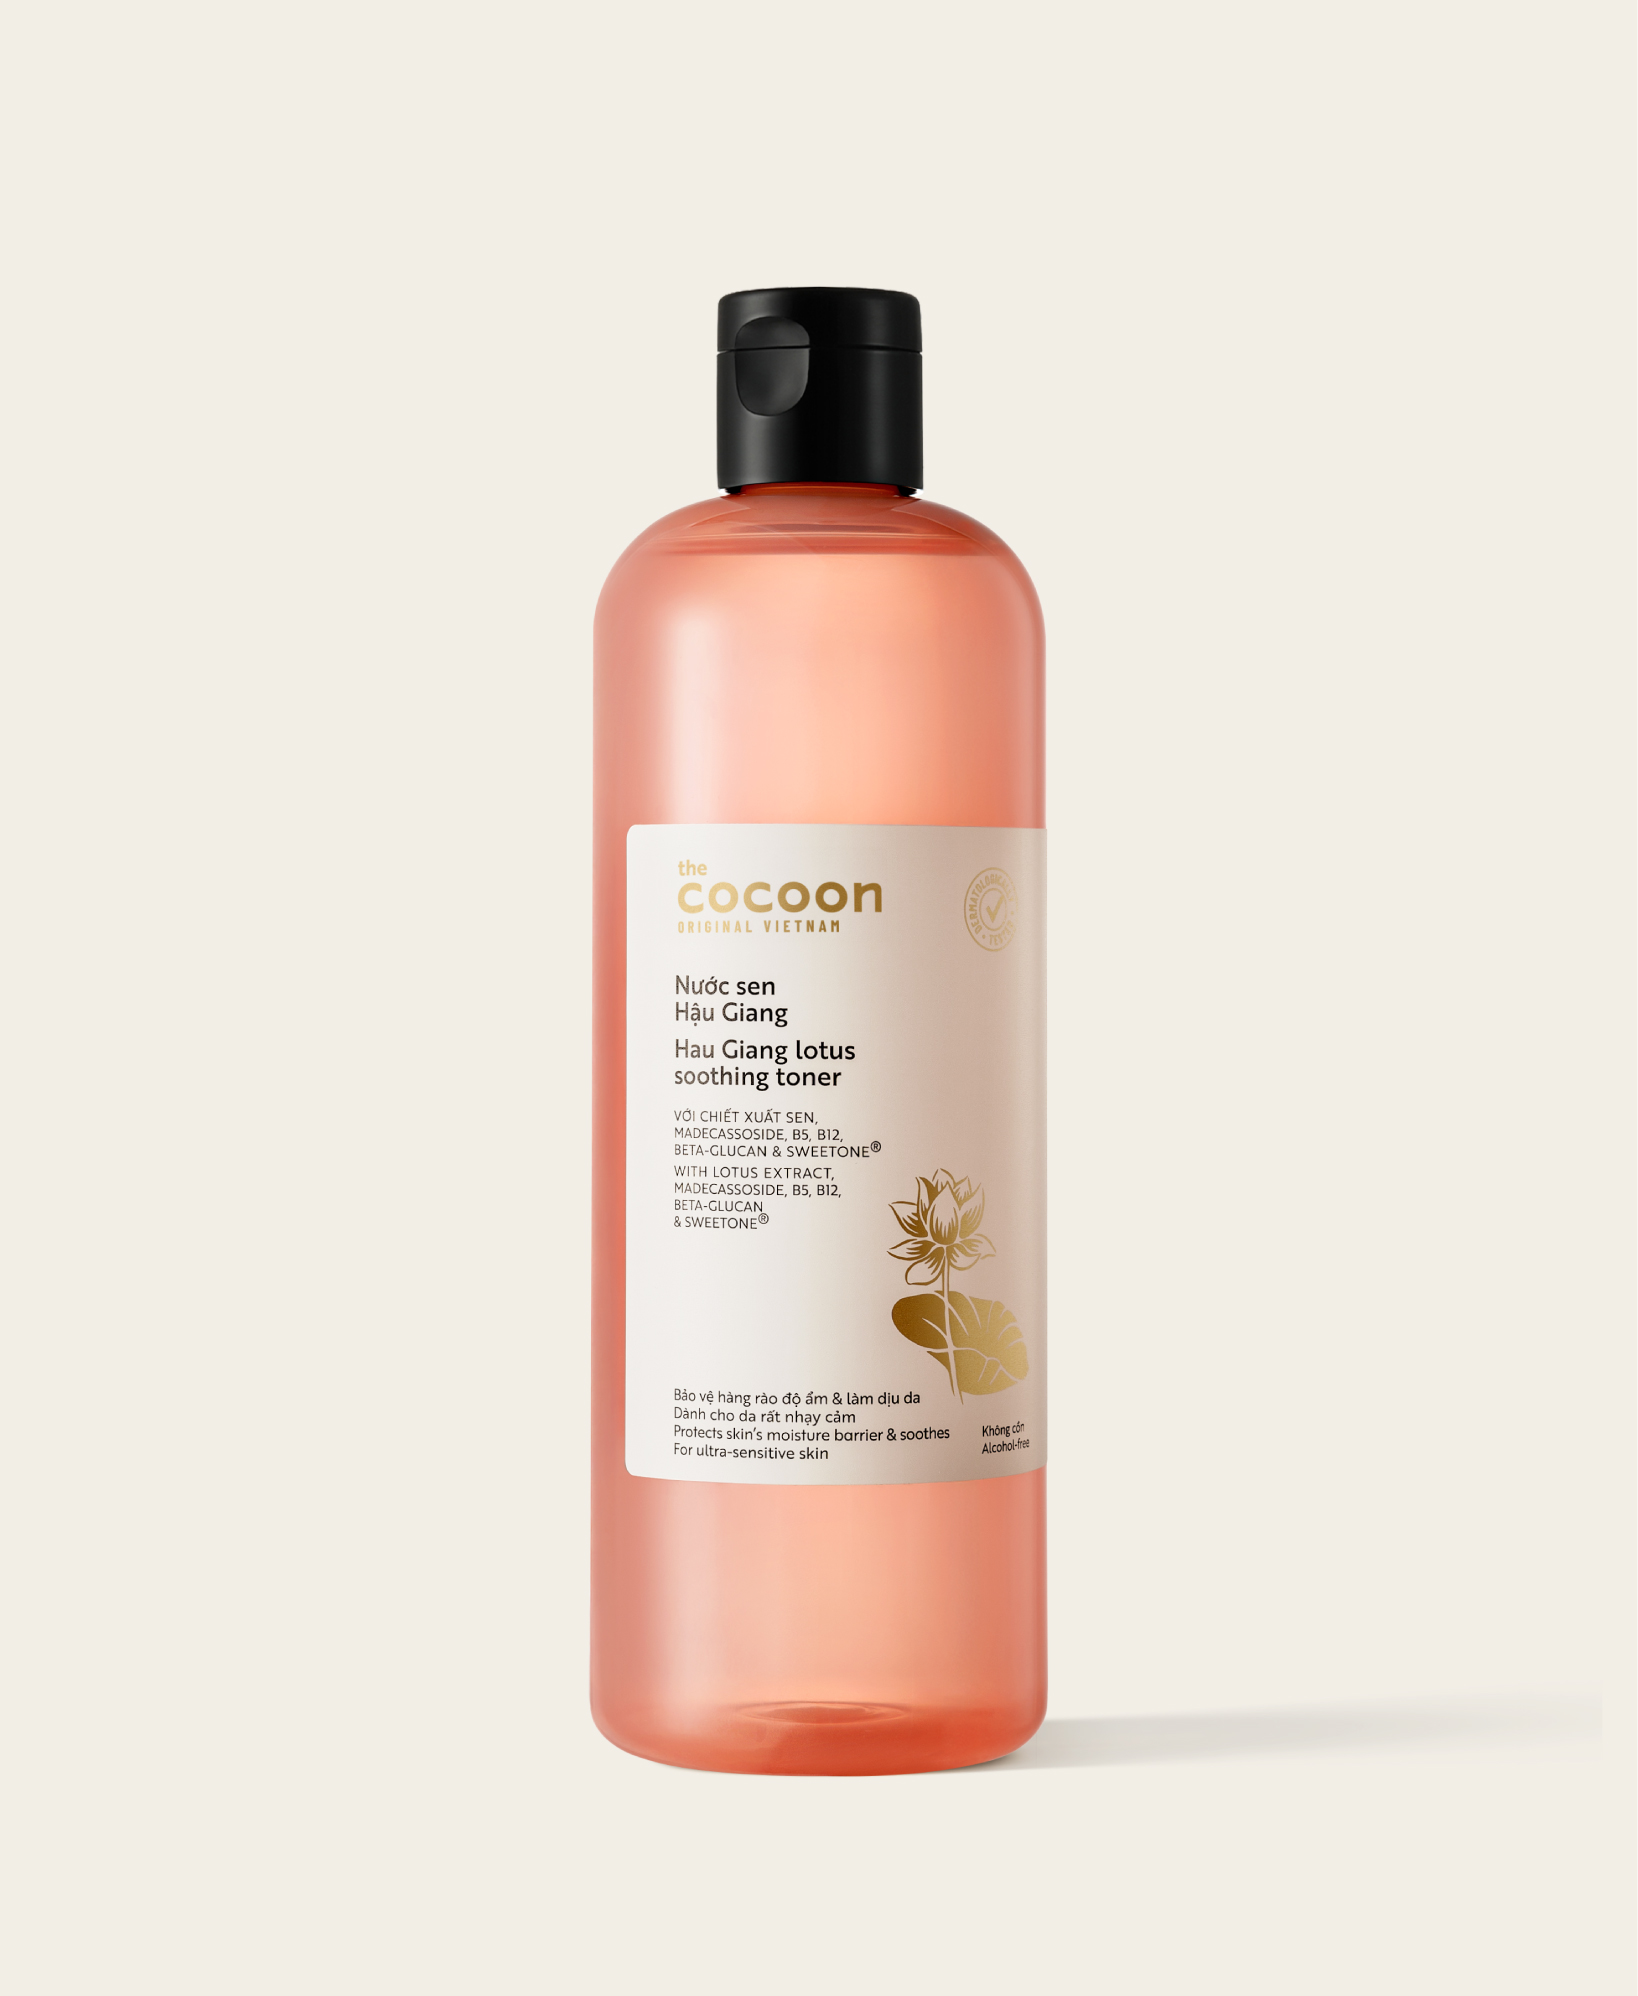 the
cocoon
ORIGINAL VIETNAM
DERMATOLOGICALLY
TESTED
Nước sen
Hậu Giang
Hau Giang lotus
soothing toner
VỚI CHIẾT XUẤT SEN,
MADECASSOSIDE, B5, B12,
BETA-GLUCAN & SWEETONE®
WITH LOTUS EXTRACT,
MADECASSOSIDE, B5, B12,
BETA-GLUCAN
& SWEETONE®
Bảo vệ hàng rào độ ẩm & làm dịu da
Dành cho da rất nhạy cảm
Protects skin's moisture barrier & soothes
For ultra-sensitive skin
Không cồn
Alcohol-free